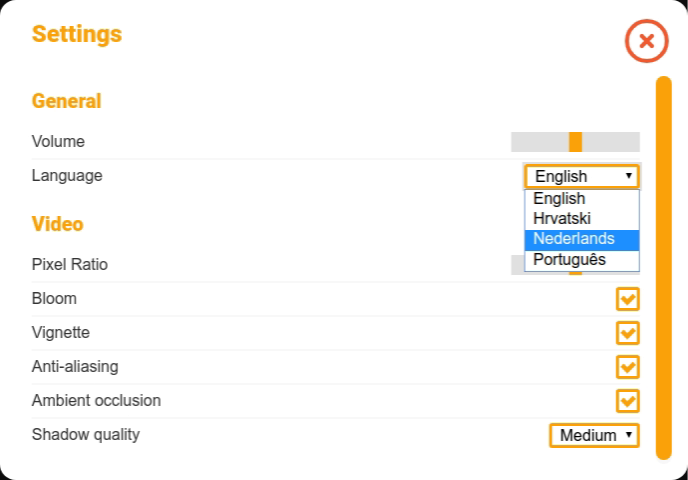 Settings
General
Volume
Language
English
English
Hrvatski
Nederlands
Português
Video
Pixel Ratio
Bloom
Vignette
Anti-aliasing
Ambient occlusion
Shadow quality
Medium